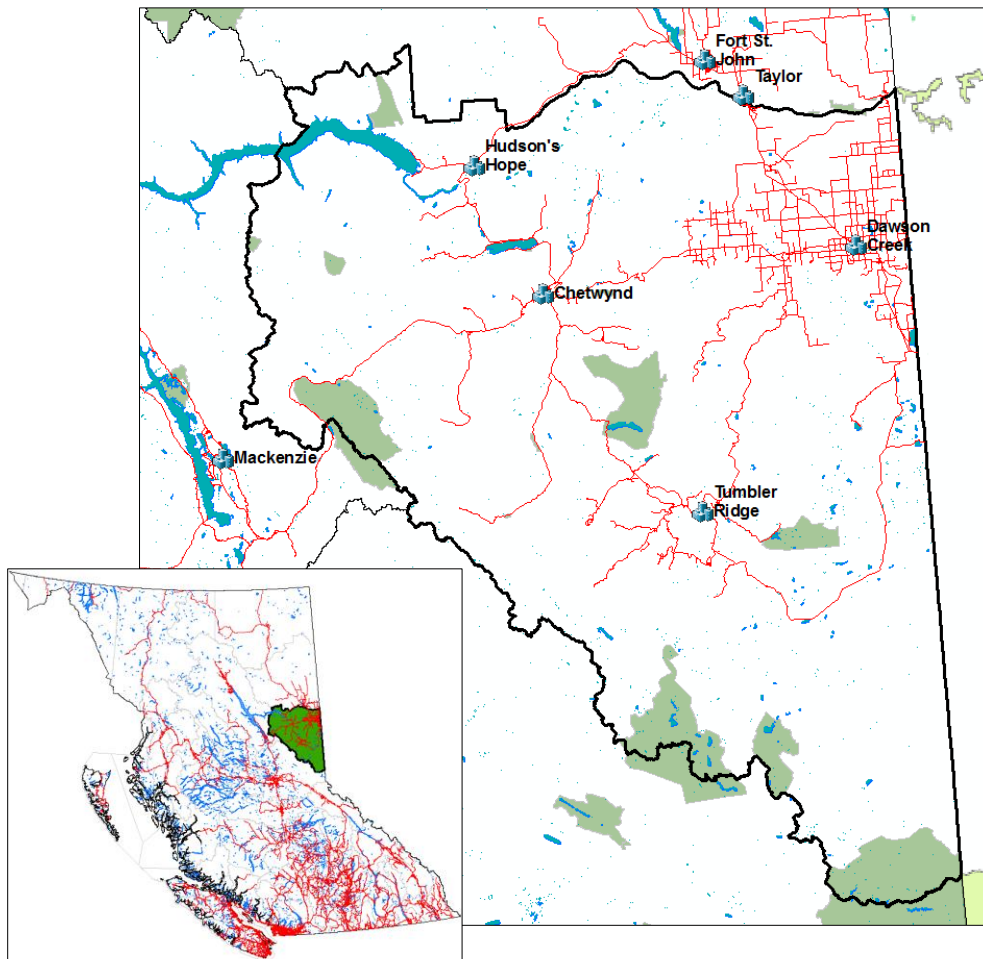 Fort St.
John
Taylor
Hudson's
Hope
Dawson
Creek
Chetwynd
Mackenzie
Tumbler
Ridge